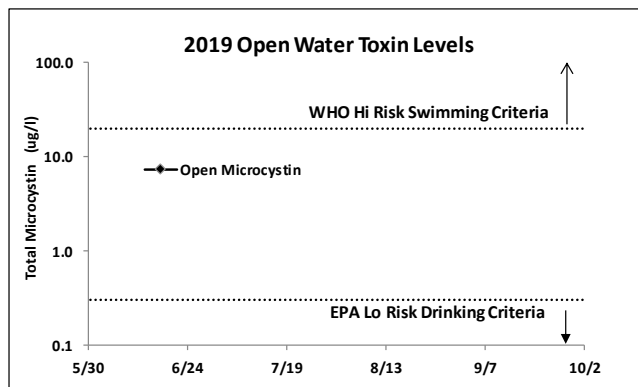 2019 Open Water Toxin Levels
100.0
WHO Hi Risk Swimming Criteria
10.0
Open Microcystin
Total Microcystin (ug/l)
1.0
EPA Lo Risk Drinking Criteria
0.1
5/30 6/24 7/19 8/13 9/7 10/2